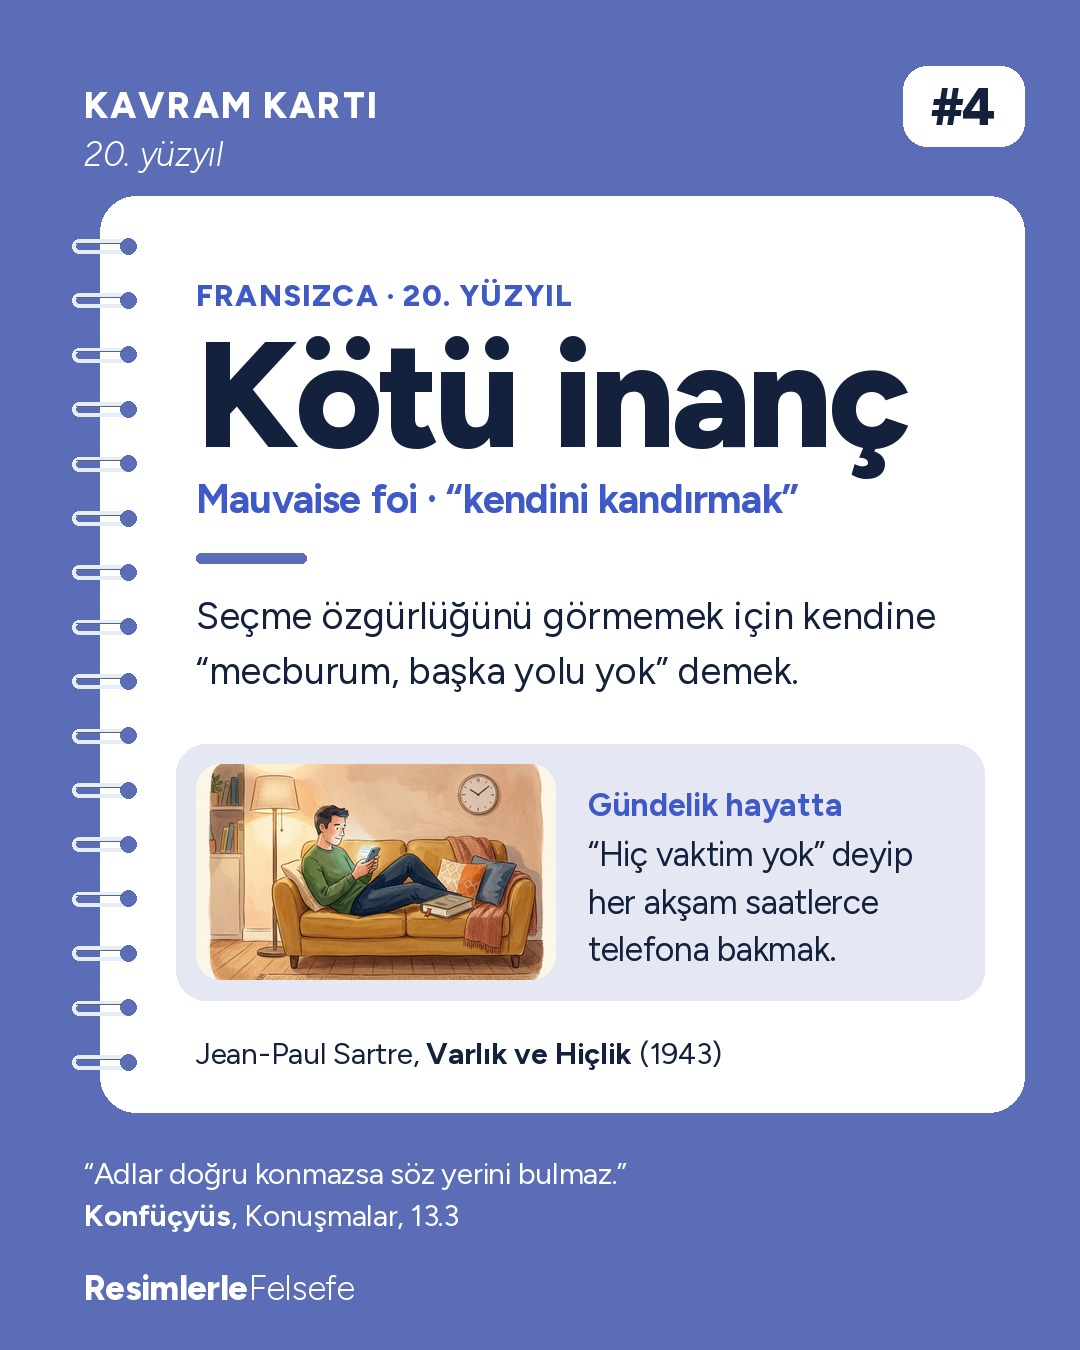 KAVRAM KARTI
#4
20. yüzyıl
FRANSIZCA · 20. YÜZYIL
Kötü inanç
Mauvaise foi · “kendini kandırmak”
Seçme özgürlüğünü görmemek için kendine
“mecburum, başka yolu yok” demek.
Gündelik hayatta
“Hiç vaktim yok” deyip
her akşam saatlerce
telefona bakmak.
Jean-Paul Sartre, Varlık ve Hiçlik (1943)
“Adlar doğru konmazsa söz yerini bulmaz.”
Konfüçyüs, Konuşmalar, 13.3
ResimlerleFelsefe